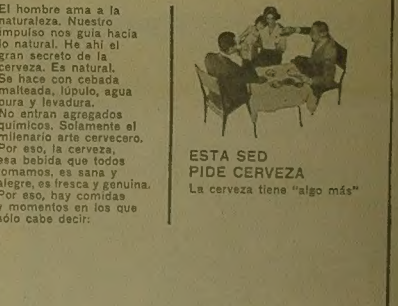 El hombre ama a la
naturaleza. Nuestro
impulso nos guía hacia
lo natural. He ahí el
gran secreto de la
cerveza. Es natural.
Se hace con cebada
malteada, lúpulo, agua
pura y levadura.
No entran agregados
químicos. Solamente el
milenario arte cervecero.
Por eso, la cerveza,
esa bebida que todos
tomamos, es sana y
alegre, es fresca y genuina.
Por eso, hay comidas
y momentos en los que
sólo cabe decir:
ESTA SED
PIDE CERVEZA
La cerveza tiene "algo más"